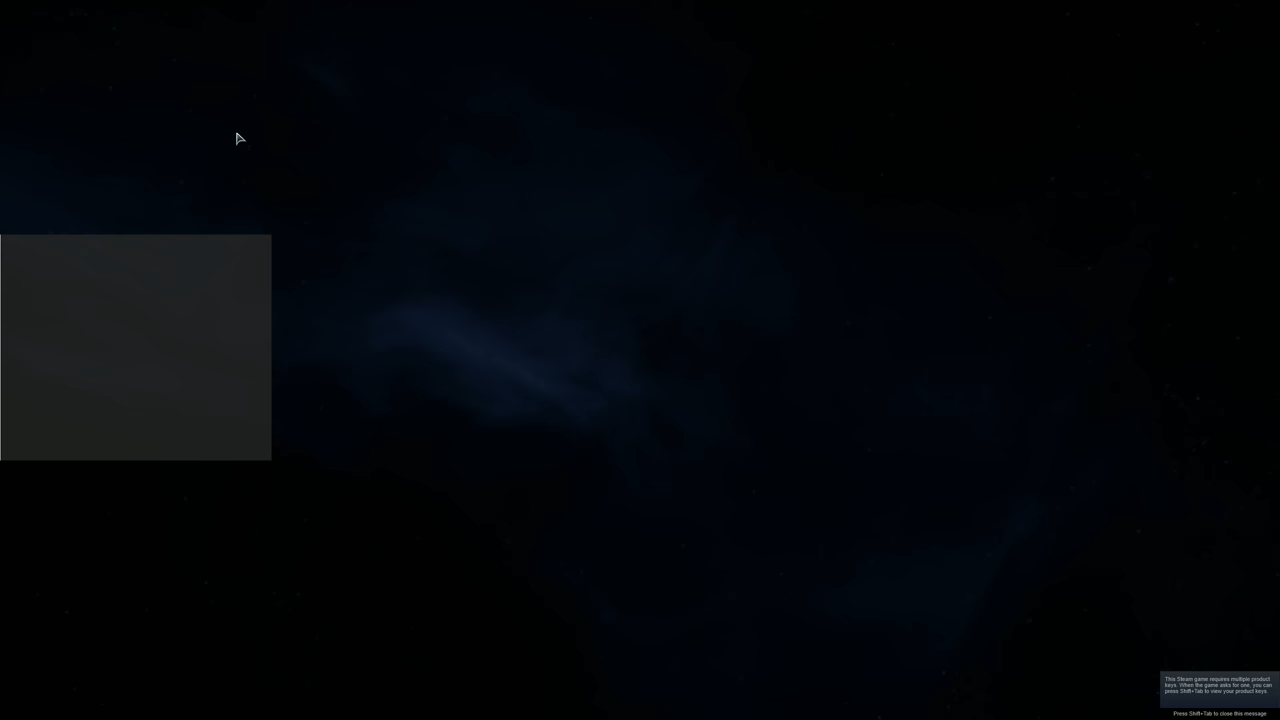 This Steam game requires multiple product
keys. When the game asks for one, you can
press Shift+Tab to view your product keys.
Press Shift+Tab to close this message